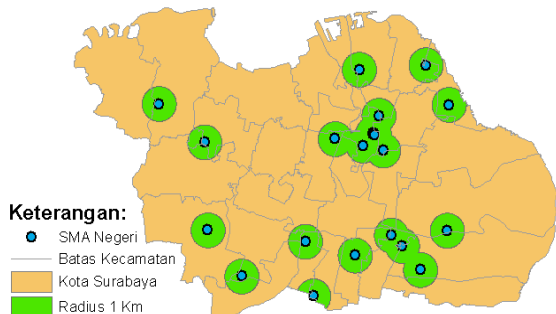 Keterangan:
SMA Negeri
Batas Kecamatan
Kota Surabaya
Radius 1 Km